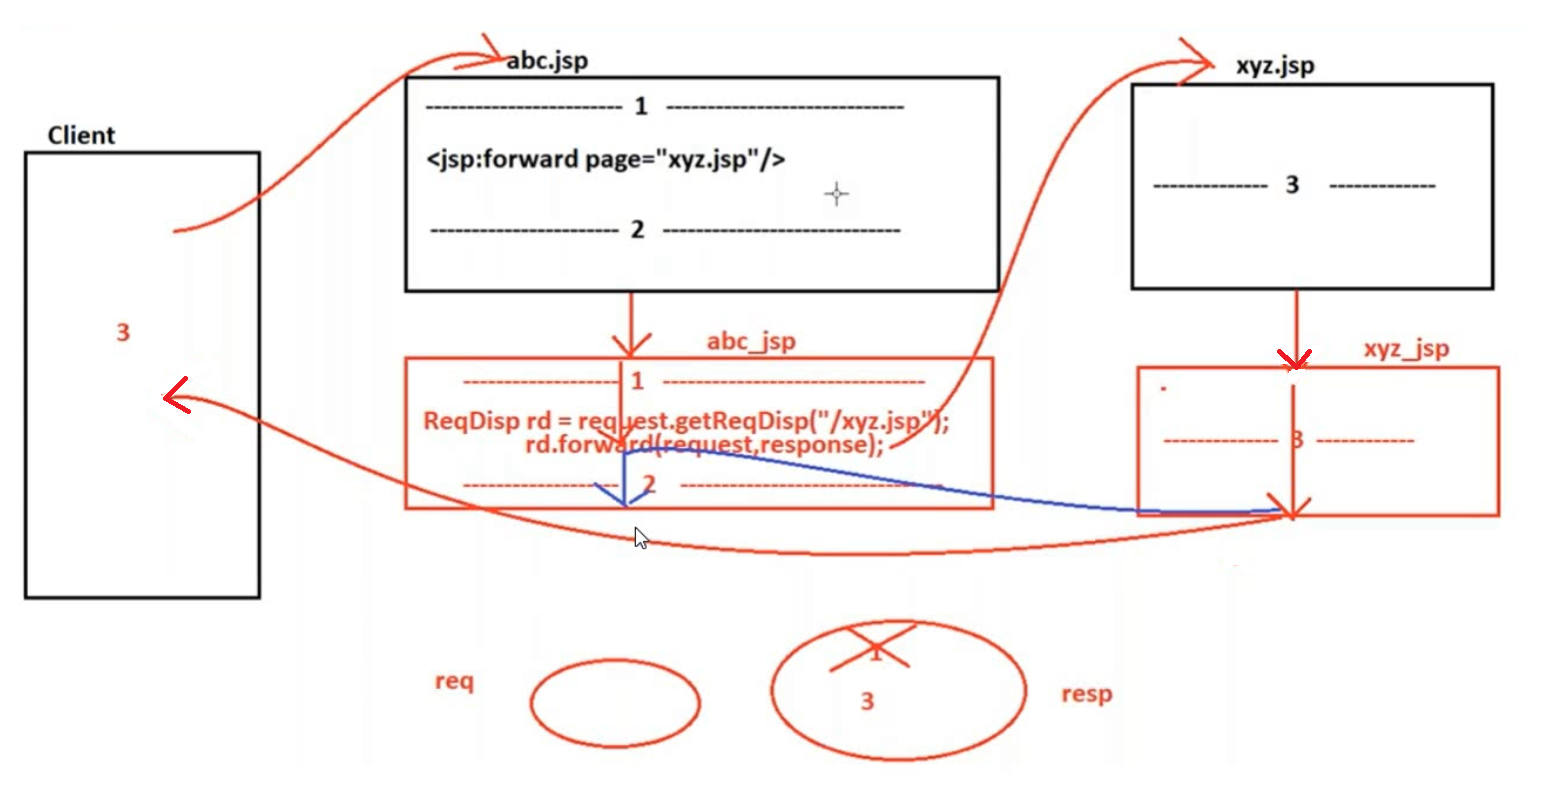 Client
3
abc.jsp
---------------------- 1 --------------------------
<jsp:forward page="xyz.jsp"/>
--------------------- 2 --------------------------
xyz.jsp
------------- 3 ------------
abc_jsp
------------------ 1 ------------------------------
ReqDisp rd = request.getReqDisp("/xyz.jsp");
rd.forward(request,response);
------------------ 2 ------------------------------
xyz_jsp
------------- 3 -----------
req
1
3
resp